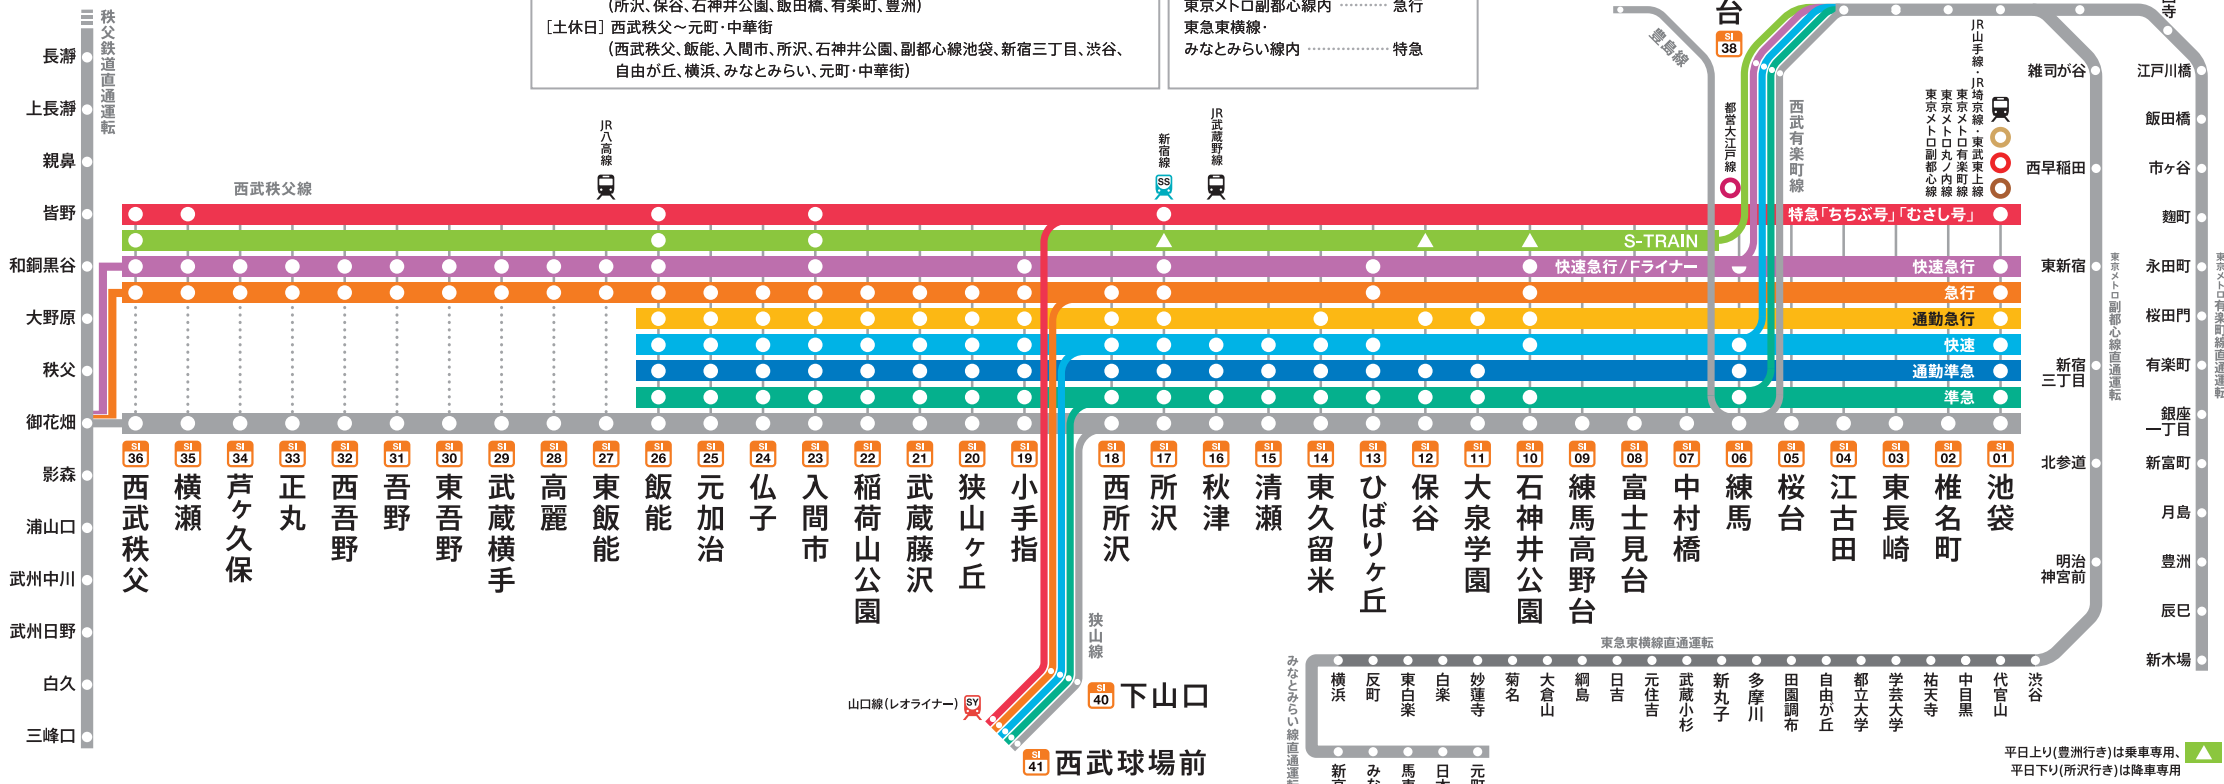 (所沢、保谷、石神井公園、飯田橋、有楽町、豊洲)
[土休日] 西武秩父～元町・中華街
(西武秩父、飯能、入間市、所沢、石神井公園、副都心線池袋、新宿三丁目、渋谷、
自由が丘、横浜、みなとみらい、元町・中華街)
東京メトロ副都心線内 ………… 急行
東急東横線・
みなとみらい線内 ………… 特急
秩父鉄道直通運転
長瀞
上長瀞
親鼻
皆野
和銅黒谷
大野原
秩父
御花畑
影森
浦山口
武州中川
武州日野
白久
三峰口
西武秩父線
JR八高線
新宿線
SS
JR武蔵野線
台
SI
38
豊島線
都営大江戸線
西武有楽町線
JR山手線・JR埼京線・東武東上線
東京メトロ有楽町線
東京メトロ丸ノ内線
東京メトロ副都心線
特急「ちちぶ号」「むさし号」
S-TRAIN
快速急行/Fライナー
快速急行
急行
通勤急行
快速
通勤準急
準急
SI 36 西武秩父
SI 35 横瀬
SI 34 芦ヶ久保
SI 33 正丸
SI 32 西吾野
SI 31 吾野
SI 30 東吾野
SI 29 武蔵横手
SI 28 高麗
SI 27 東飯能
SI 26 飯能
SI 25 元加治
SI 24 仏子
SI 23 入間市
SI 22 稲荷山公園
SI 21 武蔵藤沢
SI 20 狭山ヶ丘
SI 19 小手指
SI 18 西所沢
SI 17 所沢
SI 16 秋津
SI 15 清瀬
SI 14 東久留米
SI 13 ひばりヶ丘
SI 12 保谷
SI 11 大泉学園
SI 10 石神井公園
SI 09 練馬高野台
SI 08 富士見台
SI 07 中村橋
SI 06 練馬
SI 05 桜台
SI 04 江古田
SI 03 東長崎
SI 02 椎名町
SI 01 池袋
狭山線
SI 40 下山口
山口線(レオライナー)
SY
SI 41 西武球場前
雑司が谷
西早稲田
東新宿
新宿
三丁目
北参道
明治
神宮前
東京メトロ副都心線直通運転
寺
江戸川橋
飯田橋
市ヶ谷
麴町
永田町
桜田門
有楽町
銀座
一丁目
新富町
月島
豊洲
辰巳
新木場
東京メトロ有楽町線直通運転
東急東横線直通運転
横浜
反町
東白楽
白楽
妙蓮寺
菊名
大倉山
綱島
日吉
元住吉
武蔵小杉
新丸子
多摩川
田園調布
自由が丘
都立大学
学芸大学
祐天寺
中目黒
代官山
渋谷
みなとみらい線直通運転
新
み
馬
日
元町
平日上り(豊洲行き)は乗車専用、
平日下り(所沢行き)は降車専用